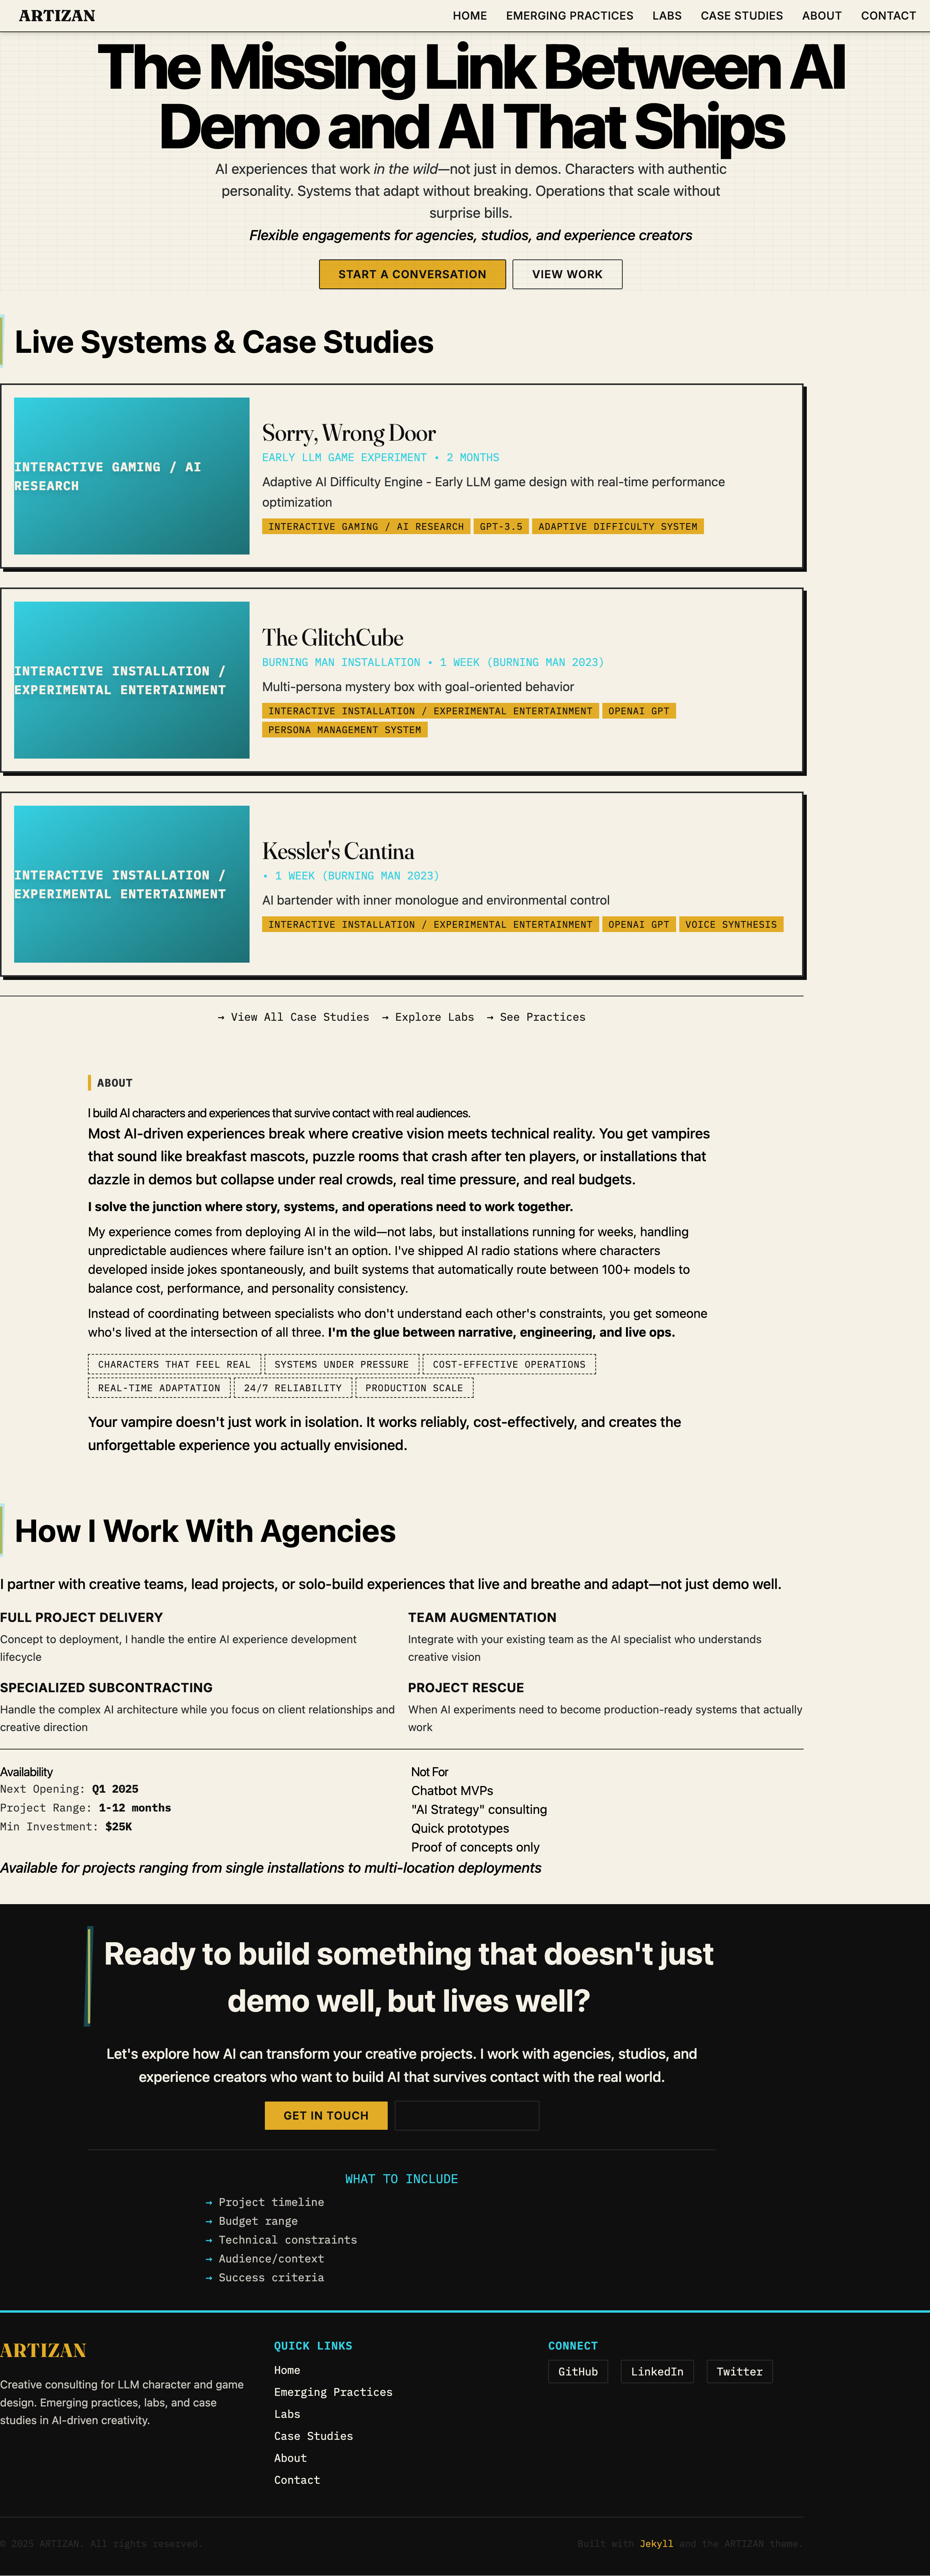 ARTIZAN
HOME EMERGING PRACTICES LABS CASE STUDIES ABOUT CONTACT
The Missing Link Between AI
Demo and AI That Ships
AI experiences that work in the wild—not just in demos. Characters with authentic
personality. Systems that adapt without breaking. Operations that scale without
surprise bills.
Flexible engagements for agencies, studios, and experience creators
START A CONVERSATION
VIEW WORK
Live Systems & Case Studies
INTERACTIVE GAMING / AI
RESEARCH
Sorry, Wrong Door
EARLY LLM GAME EXPERIMENT • 2 MONTHS
Adaptive AI Difficulty Engine - Early LLM game design with real-time performance
optimization
INTERACTIVE GAMING / AI RESEARCH GPT-3.5 ADAPTIVE DIFFICULTY SYSTEM
INTERACTIVE INSTALLATION /
EXPERIMENTAL ENTERTAINMENT
The GlitchCube
BURNING MAN INSTALLATION • 1 WEEK (BURNING MAN 2023)
Multi-persona mystery box with goal-oriented behavior
INTERACTIVE INSTALLATION / EXPERIMENTAL ENTERTAINMENT OPENAI GPT
PERSONA MANAGEMENT SYSTEM
INTERACTIVE INSTALLATION /
EXPERIMENTAL ENTERTAINMENT
Kessler's Cantina
• 1 WEEK (BURNING MAN 2023)
AI bartender with inner monologue and environmental control
INTERACTIVE INSTALLATION / EXPERIMENTAL ENTERTAINMENT OPENAI GPT VOICE SYNTHESIS
→ View All Case Studies → Explore Labs → See Practices
ABOUT
I build AI characters and experiences that survive contact with real audiences.
Most AI-driven experiences break where creative vision meets technical reality. You get vampires
that sound like breakfast mascots, puzzle rooms that crash after ten players, or installations that
dazzle in demos but collapse under real crowds, real time pressure, and real budgets.
I solve the junction where story, systems, and operations need to work together.
My experience comes from deploying AI in the wild—not labs, but installations running for weeks, handling
unpredictable audiences where failure isn't an option. I've shipped AI radio stations where characters
developed inside jokes spontaneously, and built systems that automatically route between 100+ models to
balance cost, performance, and personality consistency.
Instead of coordinating between specialists who don't understand each other's constraints, you get someone
who's lived at the intersection of all three. I'm the glue between narrative, engineering, and live ops.
CHARACTERS THAT FEEL REAL SYSTEMS UNDER PRESSURE COST-EFFECTIVE OPERATIONS
REAL-TIME ADAPTATION 24/7 RELIABILITY PRODUCTION SCALE
Your vampire doesn't just work in isolation. It works reliably, cost-effectively, and creates the
unforgettable experience you actually envisioned.
How I Work With Agencies
I partner with creative teams, lead projects, or solo-build experiences that live and breathe and adapt—not just demo well.
FULL PROJECT DELIVERY
Concept to deployment, I handle the entire AI experience development
lifecycle
TEAM AUGMENTATION
Integrate with your existing team as the AI specialist who understands
creative vision
SPECIALIZED SUBCONTRACTING
Handle the complex AI architecture while you focus on client relationships and
creative direction
PROJECT RESCUE
When AI experiments need to become production-ready systems that actually
work
Availability
Next Opening: Q1 2025
Project Range: 1-12 months
Min Investment: $25K
Not For
Chatbot MVPs
"AI Strategy" consulting
Quick prototypes
Proof of concepts only
Available for projects ranging from single installations to multi-location deployments
Ready to build something that doesn't just
demo well, but lives well?
Let's explore how AI can transform your creative projects. I work with agencies, studios, and
experience creators who want to build AI that survives contact with the real world.
GET IN TOUCH
WHAT TO INCLUDE
→ Project timeline
→ Budget range
→ Technical constraints
→ Audience/context
→ Success criteria
ARTIZAN
Creative consulting for LLM character and game
design. Emerging practices, labs, and case
studies in AI-driven creativity.
QUICK LINKS
Home
Emerging Practices
Labs
Case Studies
About
Contact
CONNECT
GitHub LinkedIn Twitter
© 2025 ARTIZAN. All rights reserved.
Built with Jekyll and the ARTIZAN theme.